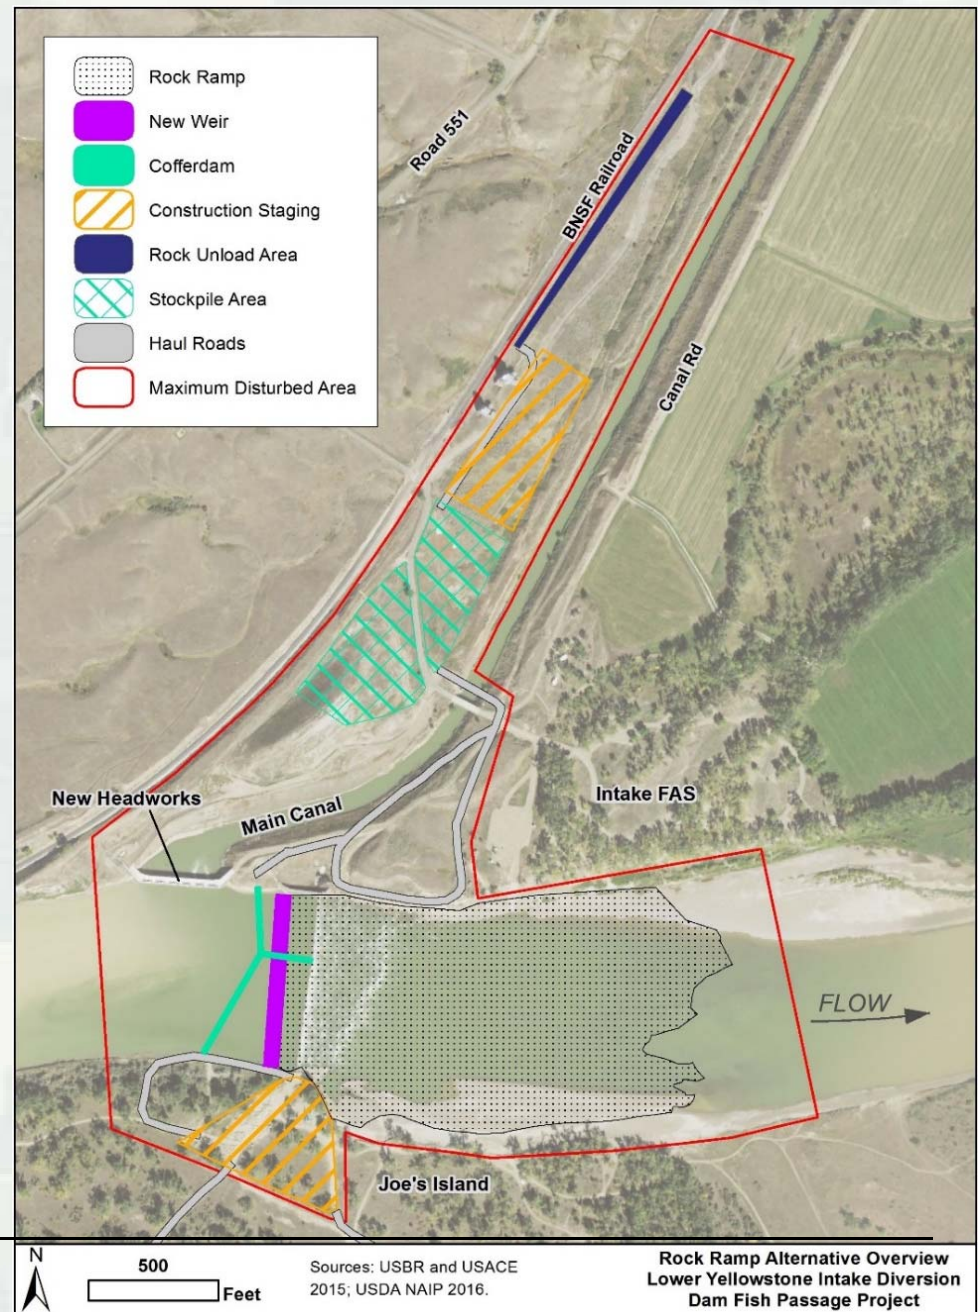 Rock Ramp
New Weir
Cofferdam
Construction Staging
Rock Unload Area
Stockpile Area
Haul Roads
Maximum Disturbed Area
Road 551
BNSF Railroad
Canal Rd
New Headworks
Main Canal
Intake FAS
FLOW
Joe's Island
N
500
Feet
Sources: USBR and USACE
2015; USDA NAIP 2016.
Rock Ramp Alternative Overview
Lower Yellowstone Intake Diversion
Dam Fish Passage Project